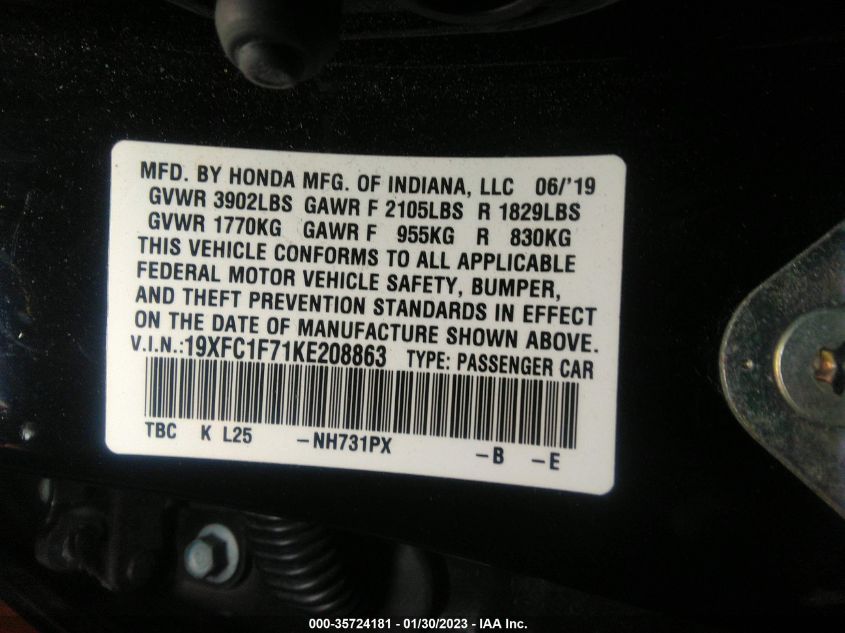 MFD. BY HONDA MFG. OF INDIANA, LLC 06/'19
GVWR 3902LBS GAWR F 2105LBS R 1829LBS
GVWR 1770KG GAWR F 955KG R 830KG
THIS VEHICLE CONFORMS TO ALL APPLICABLE
FEDERAL MOTOR VEHICLE SAFETY, BUMPER,
AND THEFT PREVENTION STANDARDS IN EFFECT
ON THE DATE OF MANUFACTURE SHOWN ABOVE.
V.I.N.:19XFC1F71KE208863 TYPE: PASSENGER CAR
TBC K L25 -NH731PX -B -E
000-35724181 - 01/30/2023 - IAA Inc.